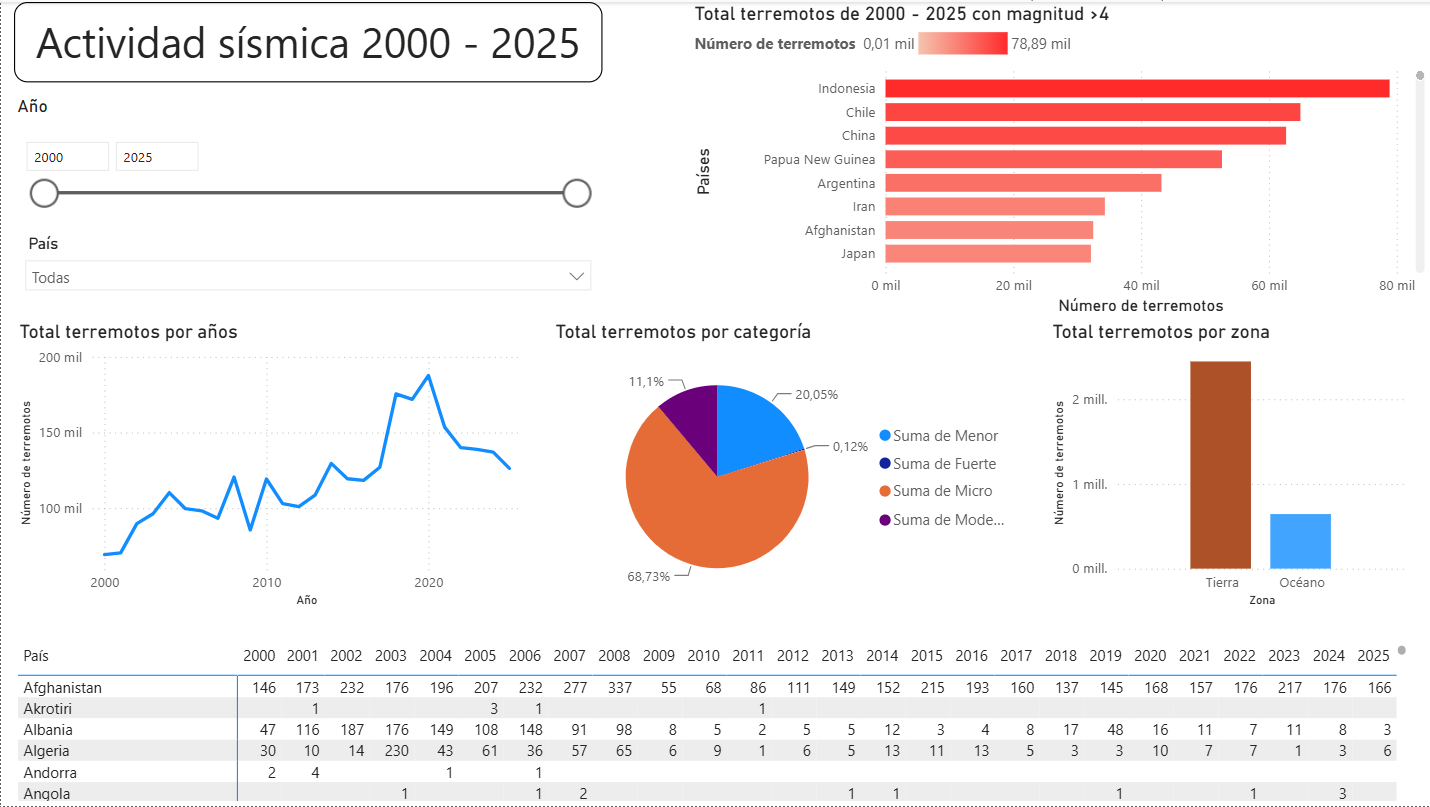 Actividad sísmica 2000 - 2025
Total terremotos de 2000 - 2025 con magnitud >4
Número de terremotos 0,01 mil 78,89 mil
Año
2000 2025
País
Todas
Países
Indonesia
Chile
China
Papua New Guinea
Argentina
Iran
Afghanistan
Japan
0 mil 20 mil 40 mil 60 mil 80 mil
Número de terremotos
Total terremotos por años
Número de terremotos
200 mil
150 mil
100 mil
2000 2010 2020
Año
Total terremotos por categoría
11,1%
20,05%
0,12%
68,73%
Suma de Menor
Suma de Fuerte
Suma de Micro
Suma de Mode...
Total terremotos por zona
Número de terremotos
2 mill.
1 mill.
0 mill.
Tierra Océano
Zona
País 2000 2001 2002 2003 2004 2005 2006 2007 2008 2009 2010 2011 2012 2013 2014 2015 2016 2017 2018 2019 2020 2021 2022 2023 2024 2025
Afghanistan 146 173 232 176 196 207 232 277 337 55 68 86 111 149 152 215 193 160 137 145 168 157 176 217 176 166
Akrotiri 1 3 1 1
Albania 47 116 187 176 149 108 148 91 98 8 5 2 5 5 12 3 4 8 17 48 16 11 7 11 8 3
Algeria 30 10 14 230 43 61 36 57 65 6 9 1 6 5 13 11 13 5 3 3 10 7 7 1 3 6
Andorra 2 4 1 1
Angola 1 1 2 1 1 1 1 3